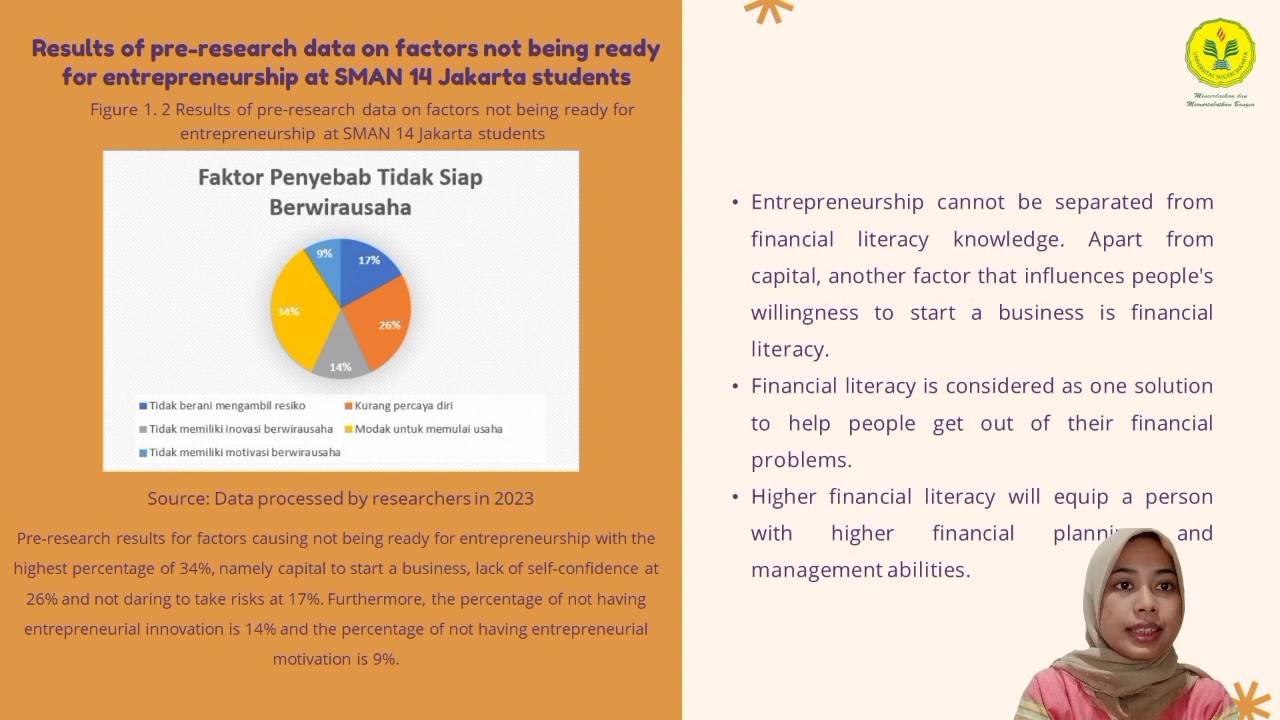 Results of pre-research data on factors not being ready
for entrepreneurship at SMAN 14 Jakarta students
Figure 1. 2 Results of pre-research data on factors not being ready for
entrepreneurship at SMAN 14 Jakarta students
Faktor Penyebab Tidak Siap
Berwirausaha
9%
17%
34%
26%
14%
Tidak berani mengambil resiko
Kurang percaya diri
Tidak memiliki inovasi berwirausaha
Modak untuk memulai usaha
Tidak memiliki motivasi berwirausaha
Source: Data processed by researchers in 2023
Pre-research results for factors causing not being ready for entrepreneurship with the
highest percentage of 34%, namely capital to start a business, lack of self-confidence at
26% and not daring to take risks at 17%. Furthermore, the percentage of not having
entrepreneurial innovation is 14% and the percentage of not having entrepreneurial
motivation is 9%.
UNIVERSITAS NEGERI JAKARTA
Mencerdaskan dan
Memartabatkan Bangsa
• Entrepreneurship cannot be separated from
financial literacy knowledge. Apart from
capital, another factor that influences people's
willingness to start a business is financial
literacy.
• Financial literacy is considered as one solution
to help people get out of their financial
problems.
• Higher financial literacy will equip a person
with higher financial and
management abilities.